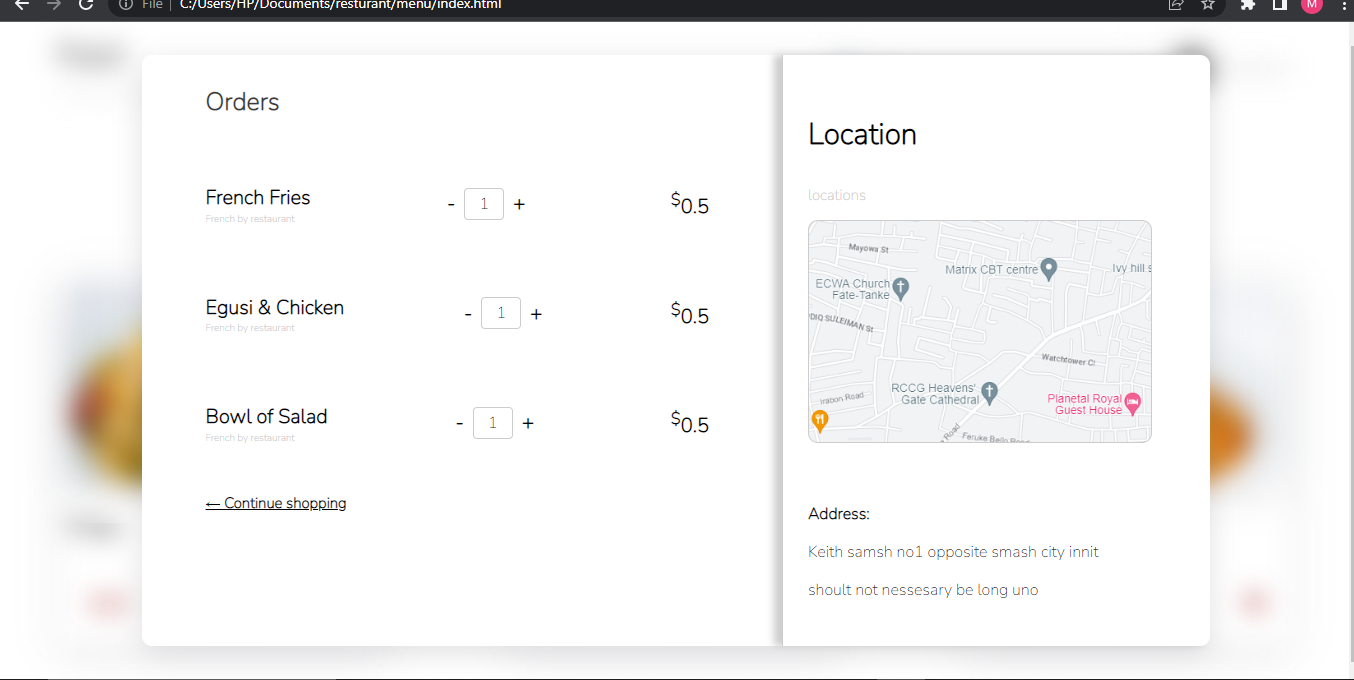 File
C:/Users/HP/Documents/resturant/menu/index.html
M
Orders
French Fries
French by restaurant
- 1 +
$0.5
Egusi & Chicken
French by restaurant
- 1 +
$0.5
Bowl of Salad
French by restaurant
- 1 +
$0.5
← Continue shopping
Location
locations
Mayowa St
Matrix CBT centre
Ivy hill s
ECWA Church
Fate-Tanke
DIQ SULEIMAN St
Watchtower Cl
RCCG Heavens'
Gate Cathedral
Irabon Road
Planetal Royal
Guest House
Road
Feruke Bello Road
Address:
Keith samsh no1 opposite smash city innit
shoult not nessesary be long uno